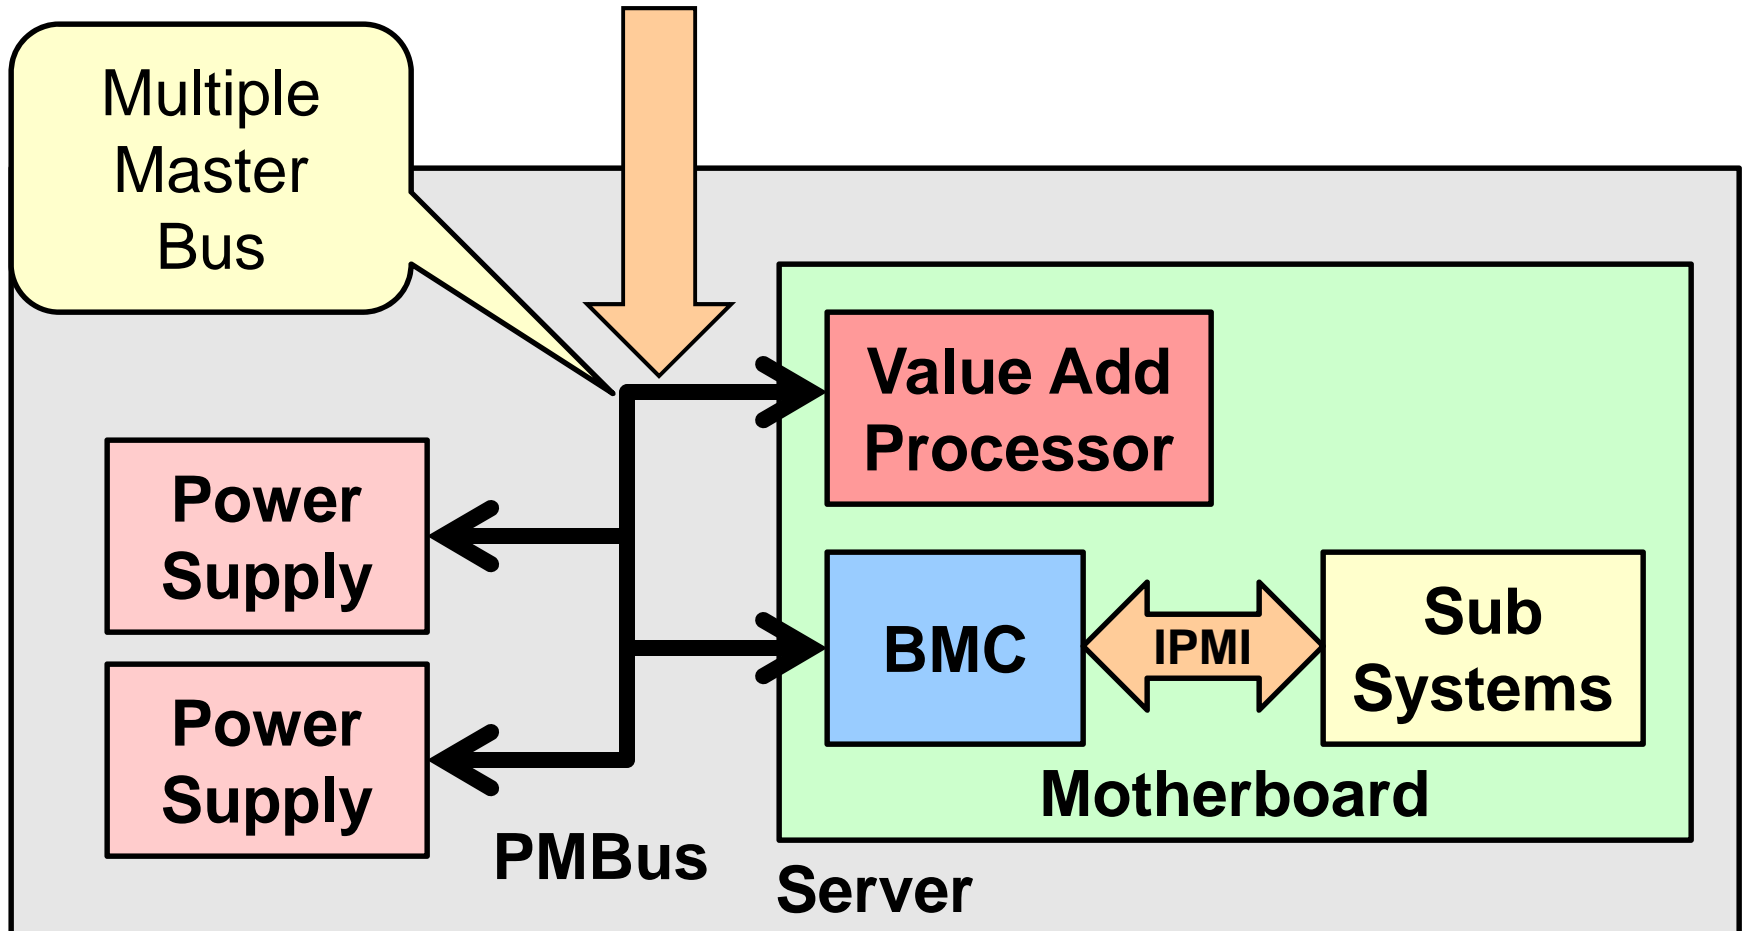 Multiple
Master
Bus
Value Add
Processor
Power
Supply
BMC
IPMI
Sub
Systems
Power
Supply
Motherboard
PMBus
Server